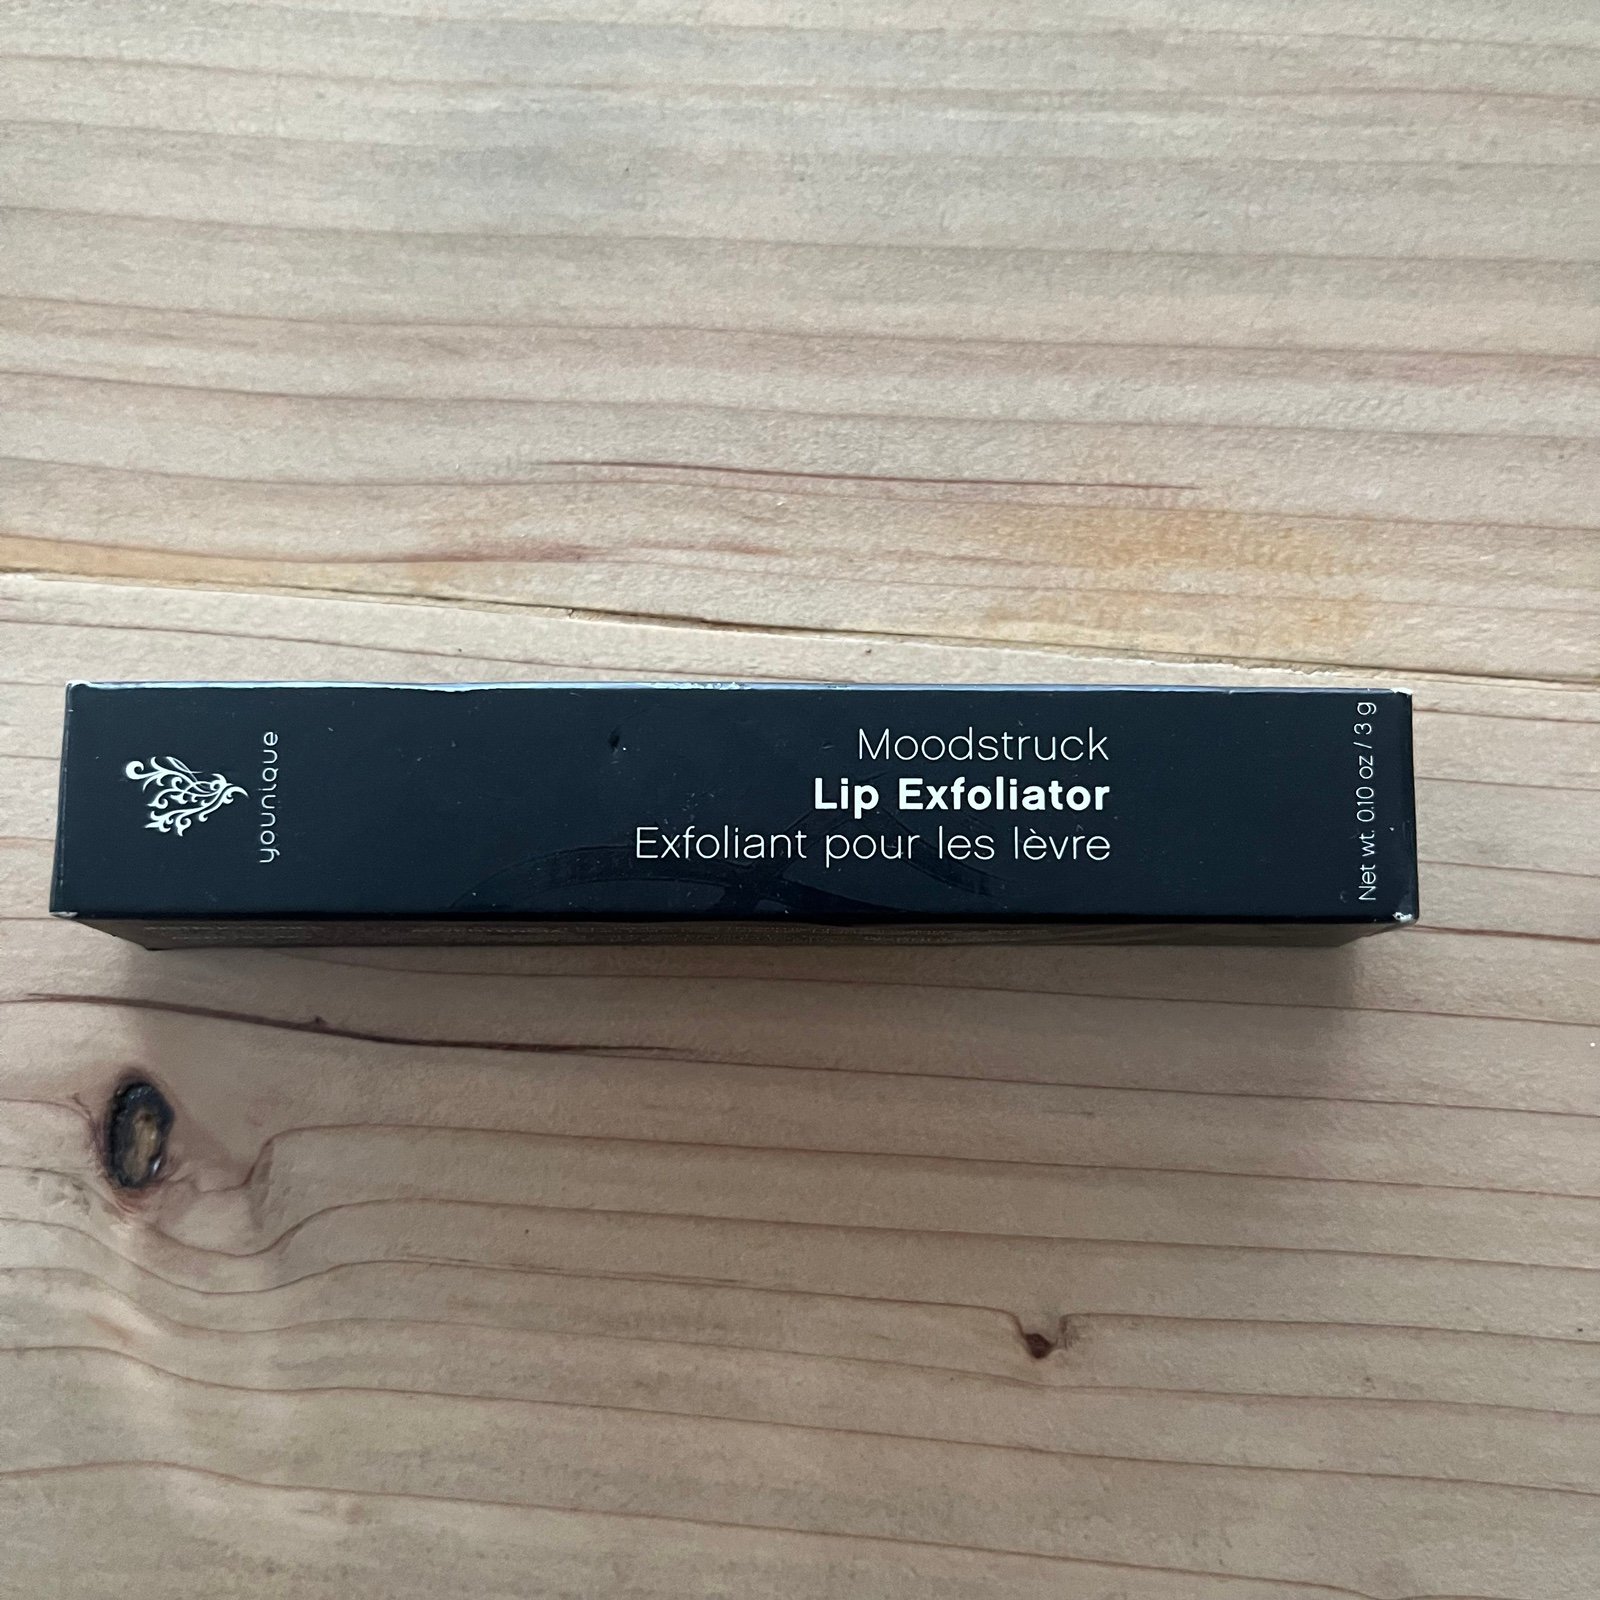 younique
Moodstruck
Lip Exfoliator
Exfoliant pour les lèvre
Net wt. 0.10 oz / 3 g